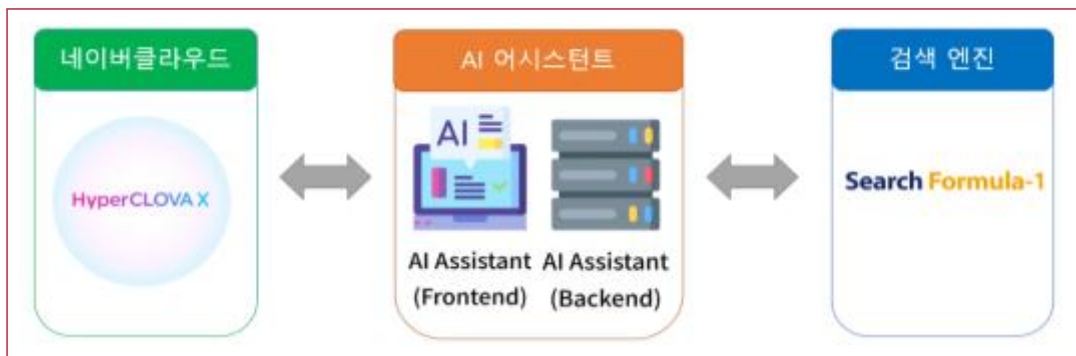 네이버클라우드
HyperCLOVA X
AI 어시스턴트
AI
AI Assistant
(Frontend)
AI Assistant
(Backend)
검색 엔진
Search Formula-1